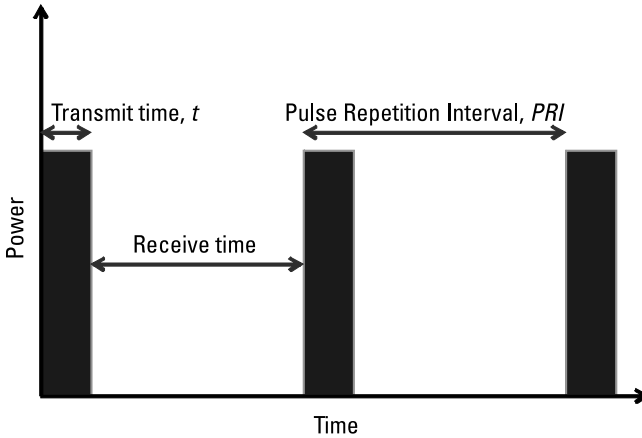 Transmit time, t
Pulse Repetition Interval, PRI
Receive time
Power
Time